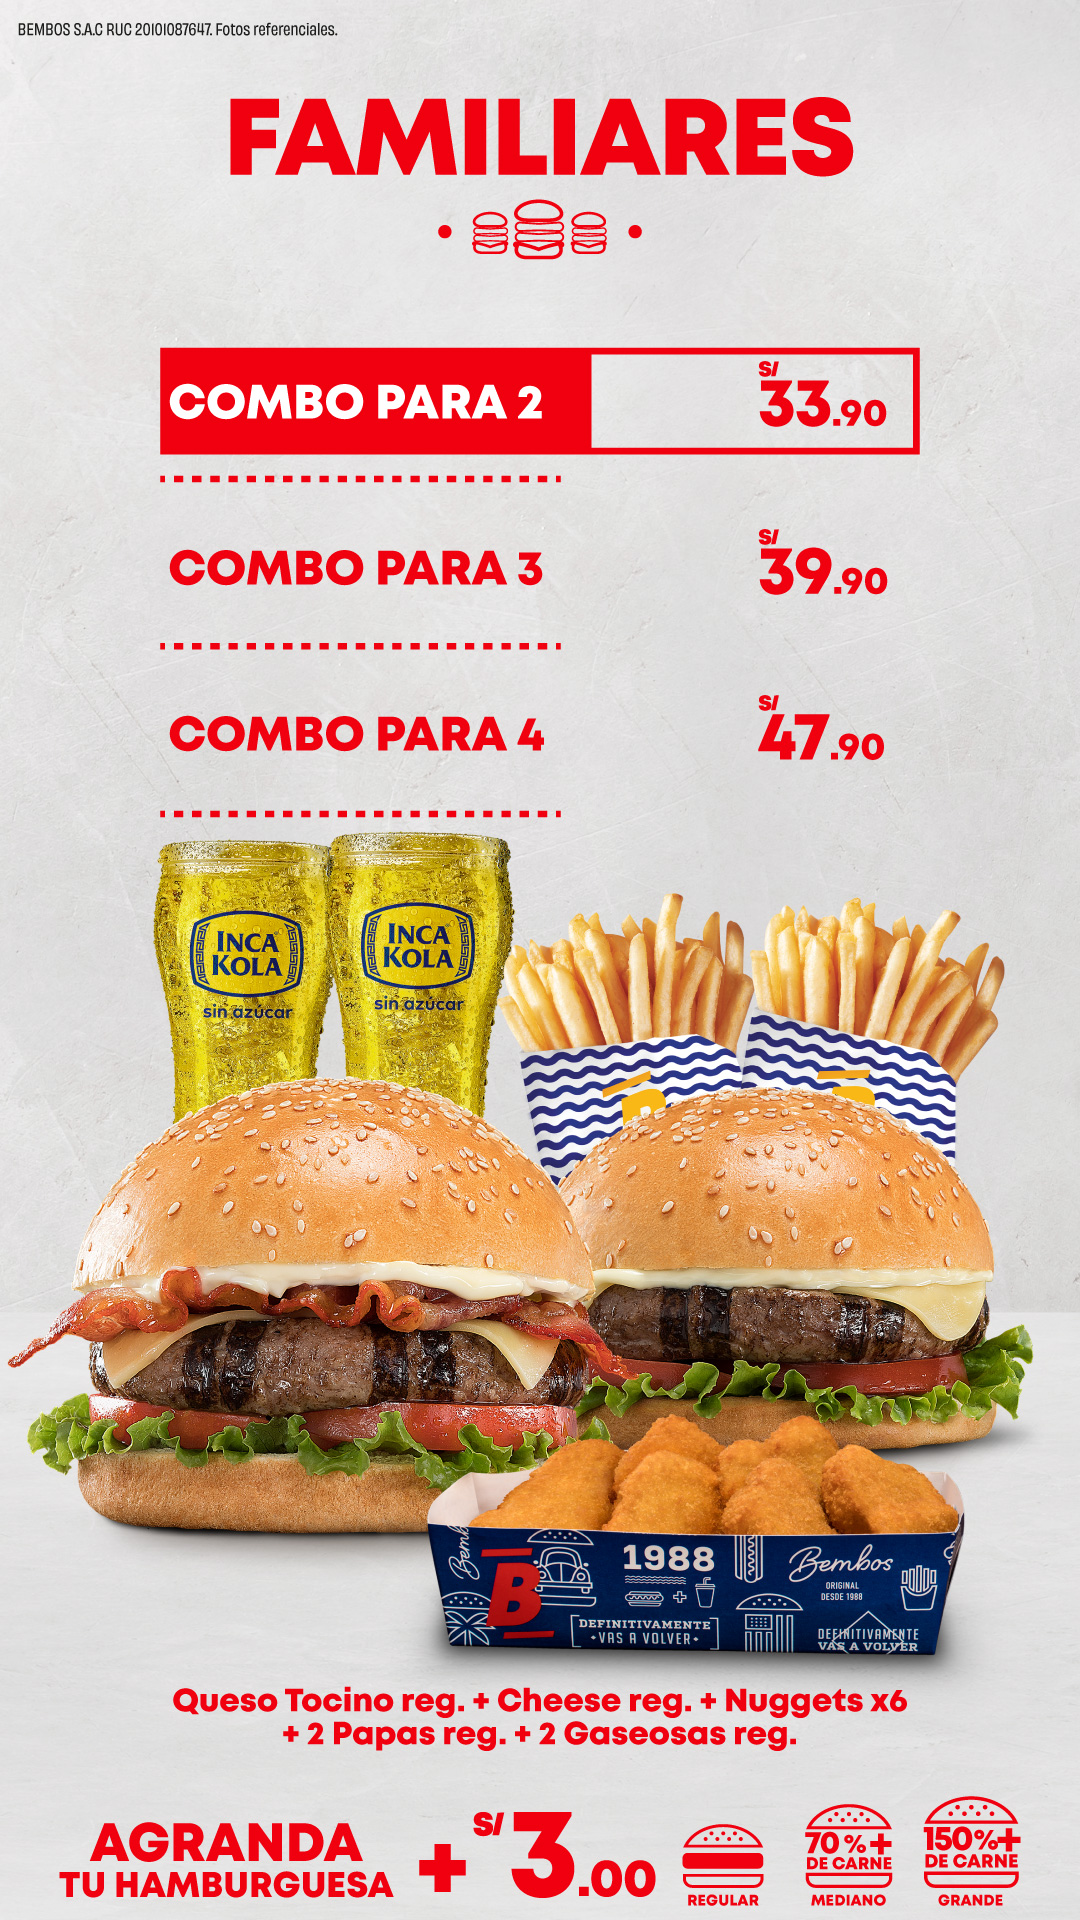 BEMBOS S.A.C RUC 20101087647. Fotos referenciales.
FAMILIARES
COMBO PARA 2 S/ 33.90
COMBO PARA 3 S/ 39.90
COMBO PARA 4 S/ 47.90
INCA KOLA
sin azúcar
INCA KOLA
sin azúcar
Bembos
B
1988
Bembos
ORIGINAL
DESDE 1988
DEFINITIVAMENTE
VAS A VOLVER
DEFINITIVAMENTE
VAS A VOLVER
Queso Tocino reg. + Cheese reg. + Nuggets x6
+ 2 Papas reg. + 2 Gaseosas reg.
AGRANDA
TU HAMBURGUESA + S/ 3.00
REGULAR
70%+
DE CARNE
MEDIANO
150%+
DE CARNE
GRANDE